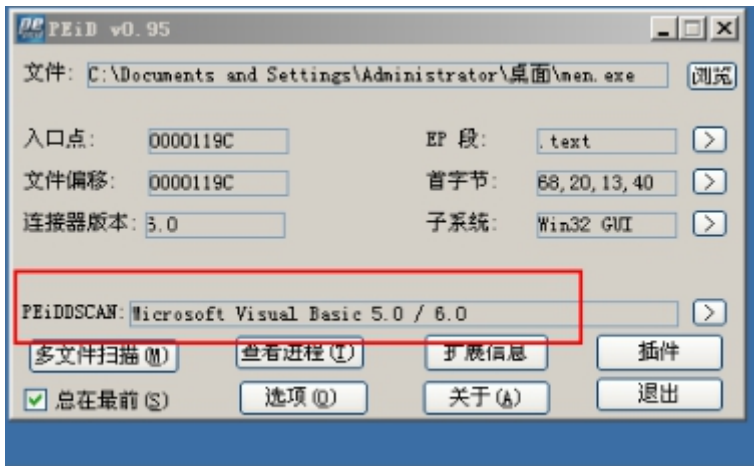 PEiD v0.95
文件: C:\Documents and Settings\Administrator\桌面\men.exe 浏览
入口点: 0000119C EP 段: .text >
文件偏移: 0000119C 首字节: 68,20,13,40 >
连接器版本: 6.0 子系统: Win32 GUI >
PEiDDSCAN: Microsoft Visual Basic 5.0 / 6.0 >
多文件扫描(M) 查看进程(T) 扩展信息 插件
总在最前(S) 选项(O) 关于(A) 退出